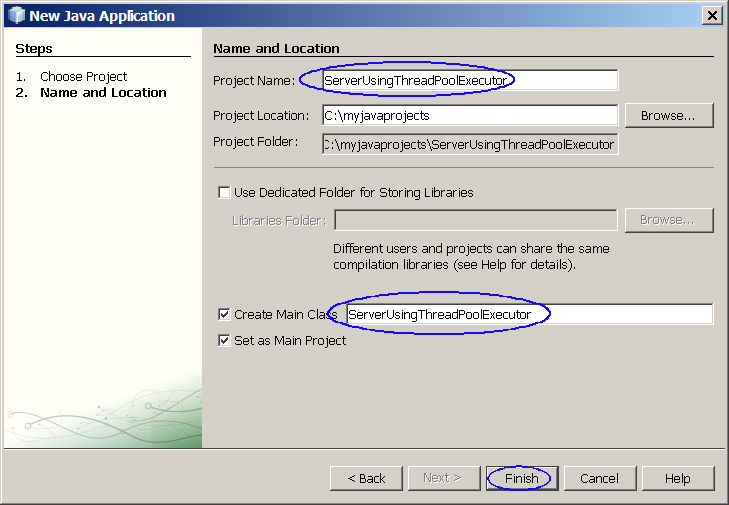 New Java Application
Steps
1. Choose Project
2. Name and Location
Name and Location
Project Name: ServerUsingThreadPoolExecutor
Project Location: C:\myjavaprojects Browse...
Project Folder: C:\myjavaprojects\ServerUsingThreadPoolExecutor
Use Dedicated Folder for Storing Libraries
Libraries Folder: Browse...
Different users and projects can share the same
compilation libraries (see Help for details).
Create Main Class ServerUsingThreadPoolExecutor
Set as Main Project
< Back Next > Finish Cancel Help